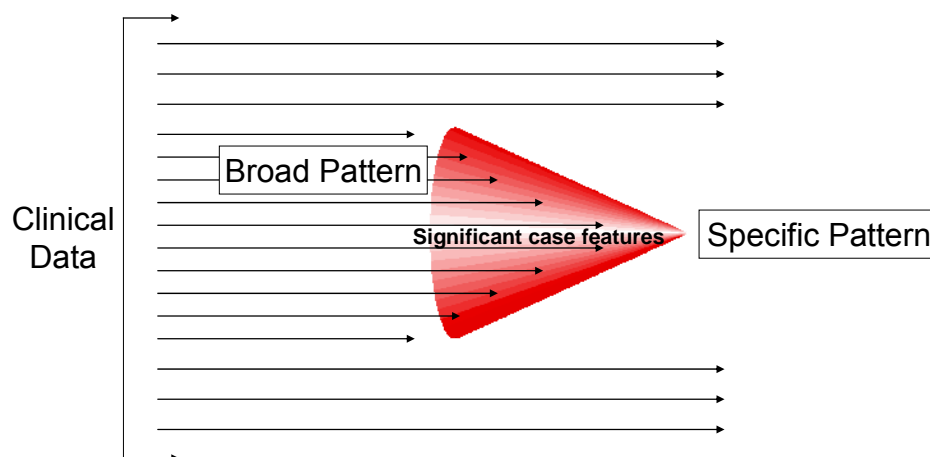 Clinical
Data
Broad Pattern
Significant case features
Specific Pattern